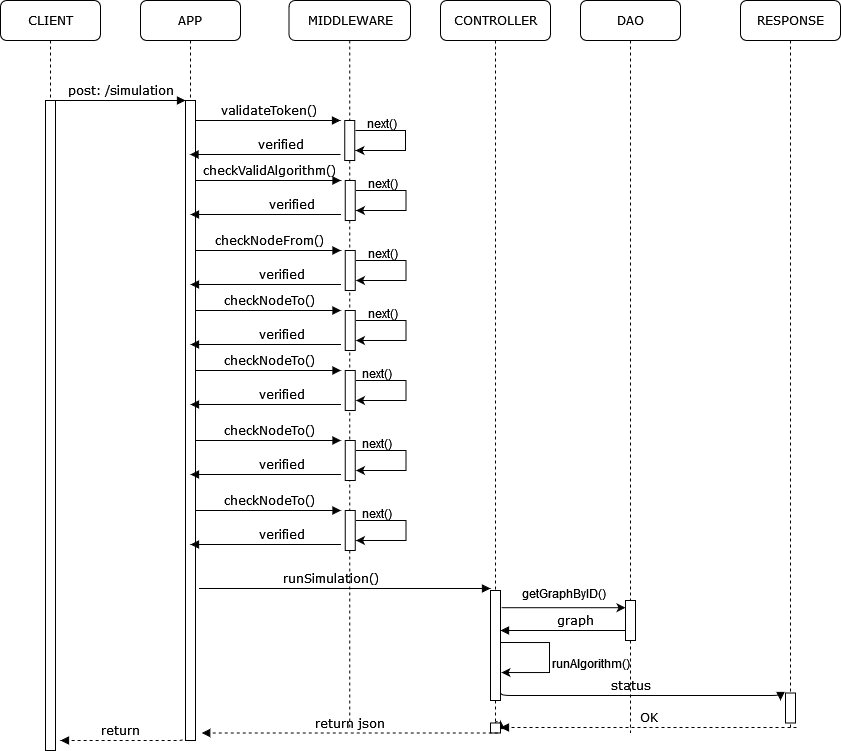 CLIENT
APP
MIDDLEWARE
CONTROLLER
DAO
RESPONSE
post: /simulation
validateToken()
next()
verified
checkValidAlgorithm()
next()
verified
checkNodeFrom()
next()
verified
checkNodeTo()
next()
verified
checkNodeTo()
next()
verified
checkNodeTo()
next()
verified
checkNodeTo()
next()
verified
runSimulation()
getGraphByID()
graph
runAlgorithm()
status
OK
return json
return